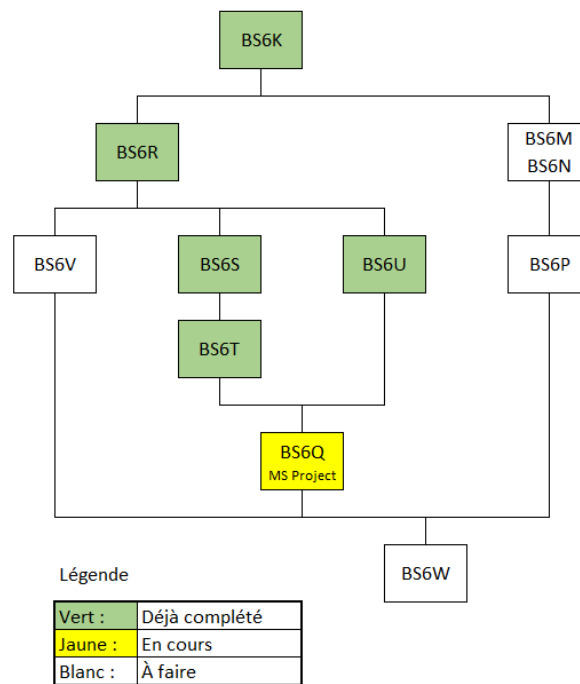 BS6K
BS6R
BS6M
BS6N
BS6V
BS6S
BS6U
BS6P
BS6T
BS6Q
MS Project
BS6W
Légende
Vert : Déjà complété
Jaune : En cours
Blanc : À faire